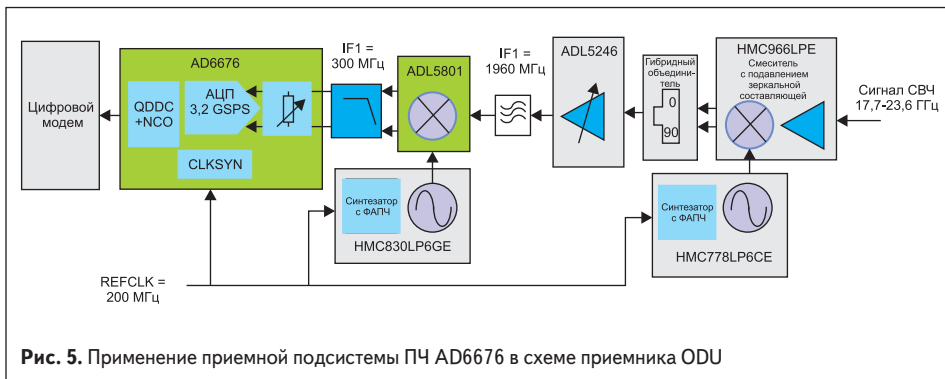 Цифровой
модем
AD6676
QDDC
+NCO
АЦП
3,2 GSPS
CLKSYN
IF1 =
300 МГц
ADL5801
IF1 =
1960 МГц
ADL5246
Гибридный
объедини-
тель
0
90
HMC966LPE
Смеситель
с подавлением
зеркальной
составляющей
Сигнал СВЧ
17,7-23,6 ГГц
Синтезатор
с ФАПЧ
HMC830LP6GE
Синтезатор
с ФАПЧ
HMC778LP6CE
REFCLK =
200 МГц
Рис. 5. Применение приемной подсистемы ПЧ AD6676 в схеме приемника ODU